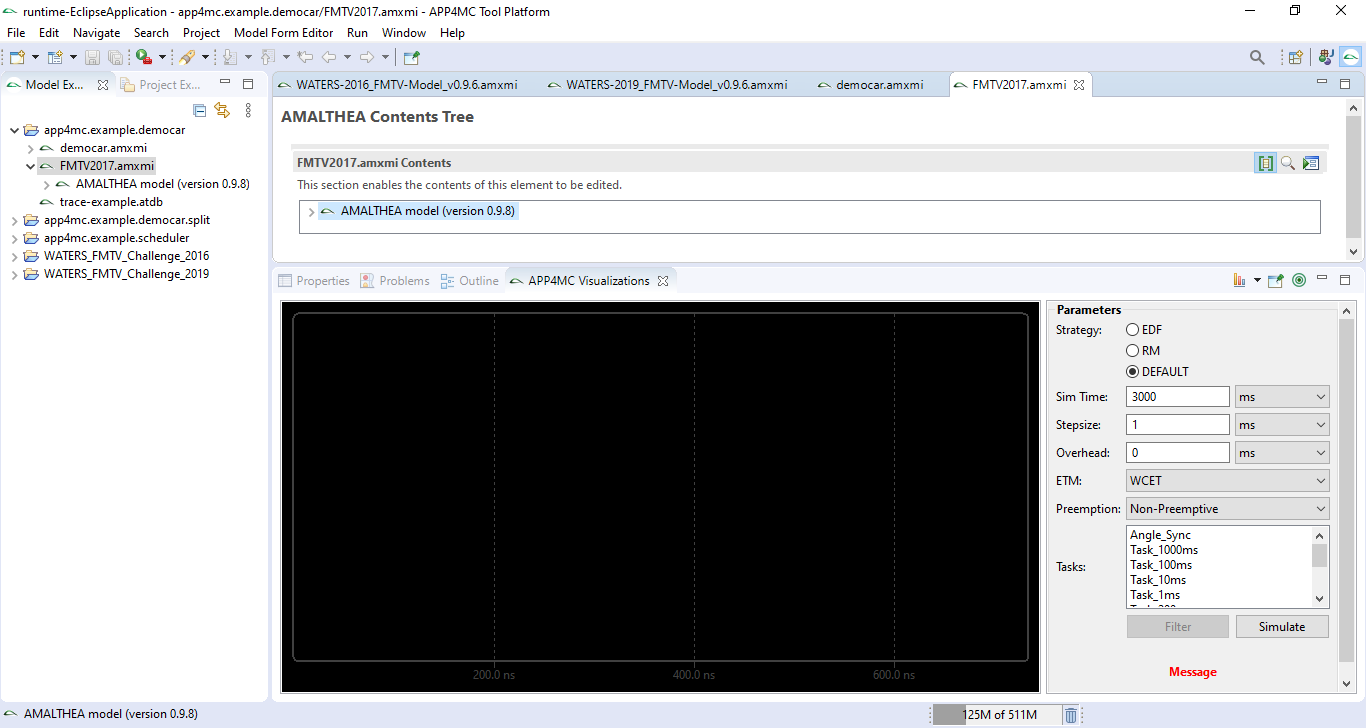 runtime-EclipseApplication - app4mc.example.democar/FMTV2017.amxmi - APP4MC Tool Platform
File Edit Navigate Search Project Model Form Editor Run Window Help
Model Ex... Project Ex...
app4mc.example.democar
democar.amxmi
FMTV2017.amxmi
AMALTHEA model (version 0.9.8)
trace-example.atdb
app4mc.example.democar.split
app4mc.example.scheduler
WATERS_FMTV_Challenge_2016
WATERS_FMTV_Challenge_2019
WATERS-2016_FMTV-Model_v0.9.6.amxmi WATERS-2019_FMTV-Model_v0.9.6.amxmi democar.amxmi FMTV2017.amxmi
AMALTHEA Contents Tree
FMTV2017.amxmi Contents
This section enables the contents of this element to be edited.
AMALTHEA model (version 0.9.8)
Properties Problems Outline APP4MC Visualizations
200.0 ns 400.0 ns 600.0 ns
Parameters
Strategy: EDF
RM
DEFAULT
Sim Time: 3000 ms
Stepsize: 1 ms
Overhead: 0 ms
ETM: WCET
Preemption: Non-Preemptive
Tasks:
Angle_Sync
Task_1000ms
Task_100ms
Task_10ms
Task_1ms
Filter Simulate
Message
AMALTHEA model (version 0.9.8) 125M of 511M